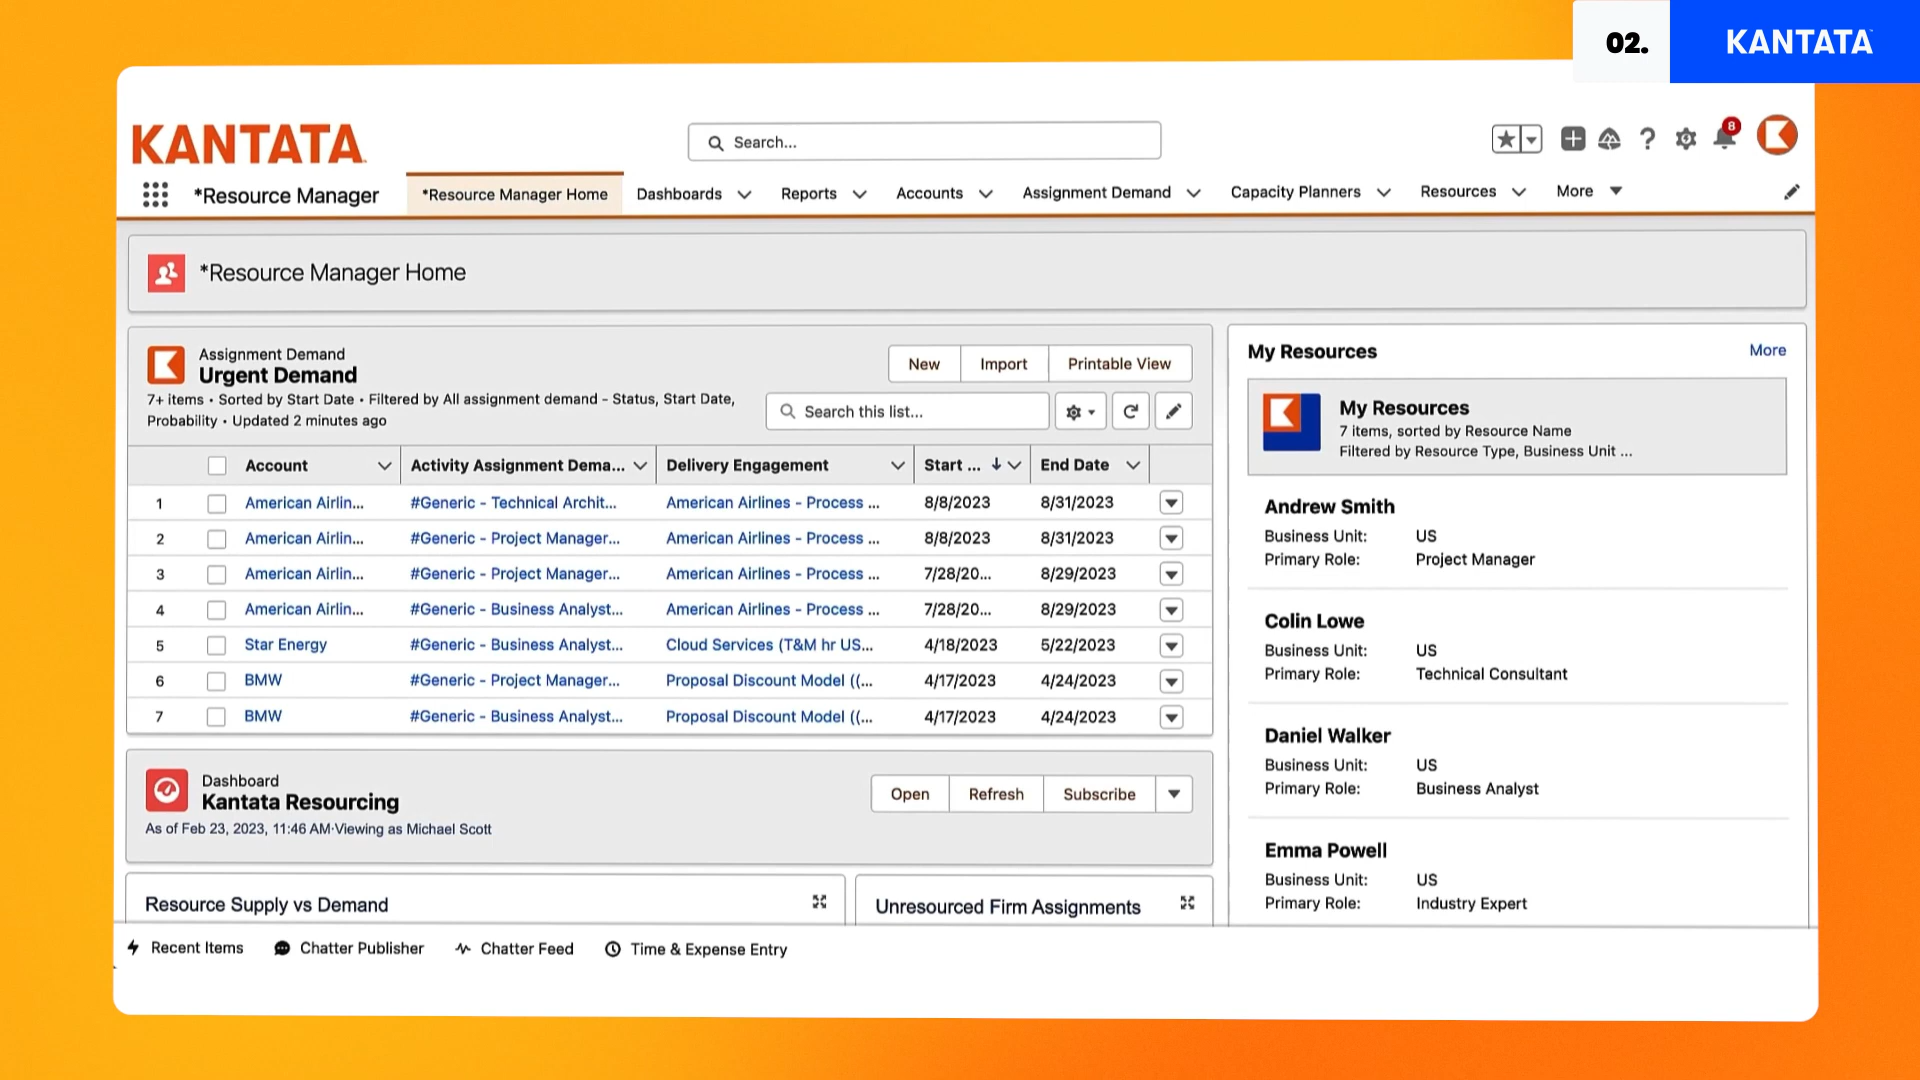 02.
KANTATA
KANTATA
Search...
8
*Resource Manager
*Resource Manager Home
Dashboards
Reports
Accounts
Assignment Demand
Capacity Planners
Resources
More
*Resource Manager Home
Assignment Demand
Urgent Demand
7+ items • Sorted by Start Date • Filtered by All assignment demand - Status, Start Date,
Probability • Updated 2 minutes ago
New
Import
Printable View
Search this list...
Account
Activity Assignment Dema...
Delivery Engagement
Start ...
End Date
1 American Airlin... #Generic - Technical Archit... American Airlines - Process ... 8/8/2023 8/31/2023
2 American Airlin... #Generic - Project Manager... American Airlines - Process ... 8/8/2023 8/31/2023
3 American Airlin... #Generic - Project Manager... American Airlines - Process ... 7/28/20... 8/29/2023
4 American Airlin... #Generic - Business Analyst... American Airlines - Process ... 7/28/20... 8/29/2023
5 Star Energy #Generic - Business Analyst... Cloud Services (T&M hr US... 4/18/2023 5/22/2023
6 BMW #Generic - Project Manager... Proposal Discount Model ((... 4/17/2023 4/24/2023
7 BMW #Generic - Business Analyst... Proposal Discount Model ((... 4/17/2023 4/24/2023
Dashboard
Kantata Resourcing
As of Feb 23, 2023, 11:46 AM·Viewing as Michael Scott
Open
Refresh
Subscribe
Resource Supply vs Demand
Unresourced Firm Assignments
My Resources
More
My Resources
7 items, sorted by Resource Name
Filtered by Resource Type, Business Unit ...
Andrew Smith
Business Unit: US
Primary Role: Project Manager
Colin Lowe
Business Unit: US
Primary Role: Technical Consultant
Daniel Walker
Business Unit: US
Primary Role: Business Analyst
Emma Powell
Business Unit: US
Primary Role: Industry Expert
Recent Items
Chatter Publisher
Chatter Feed
Time & Expense Entry